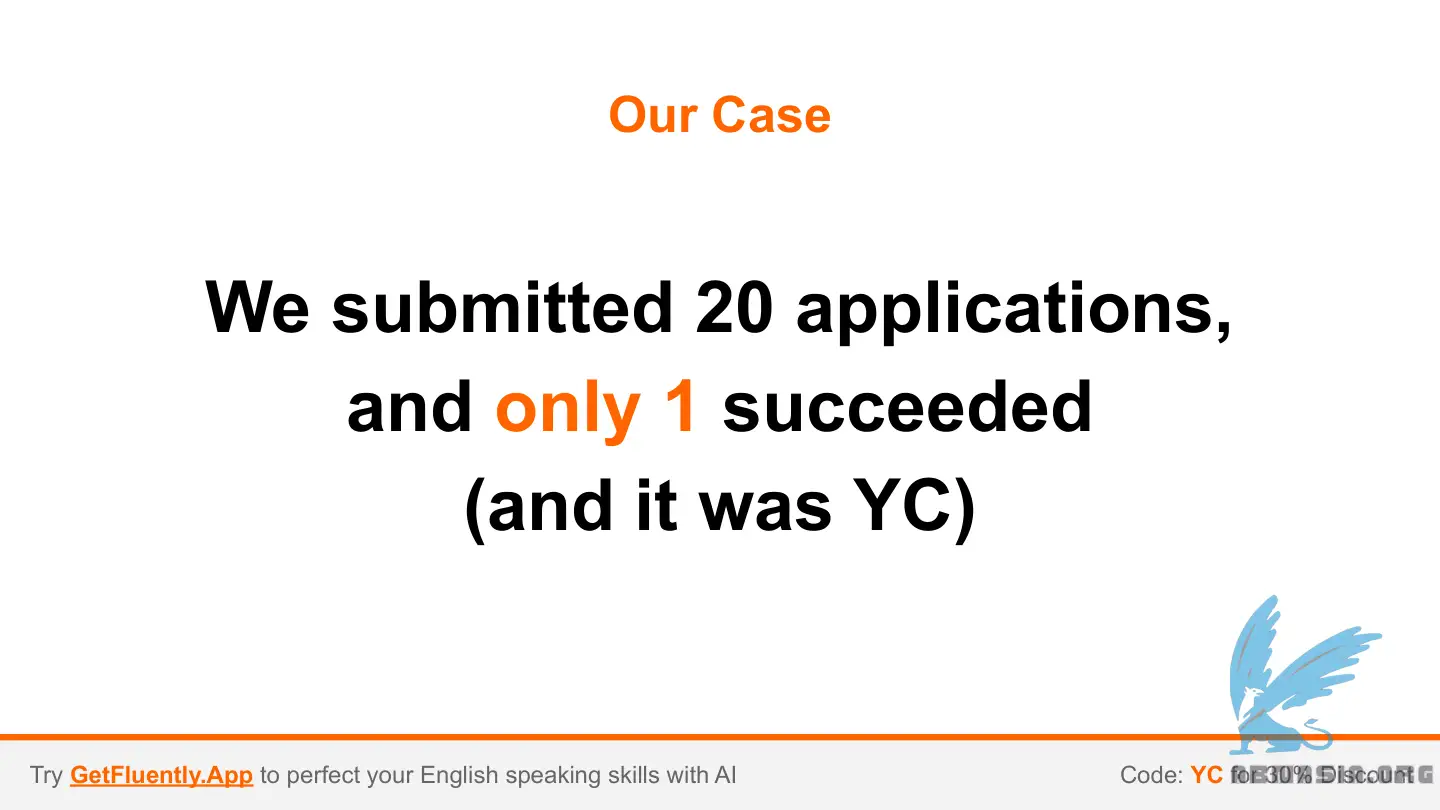 Our Case
We submitted 20 applications,
and only 1 succeeded
(and it was YC)
Try GetFluently.App to perfect your English speaking skills with AI
Code: YC for 30% Discount